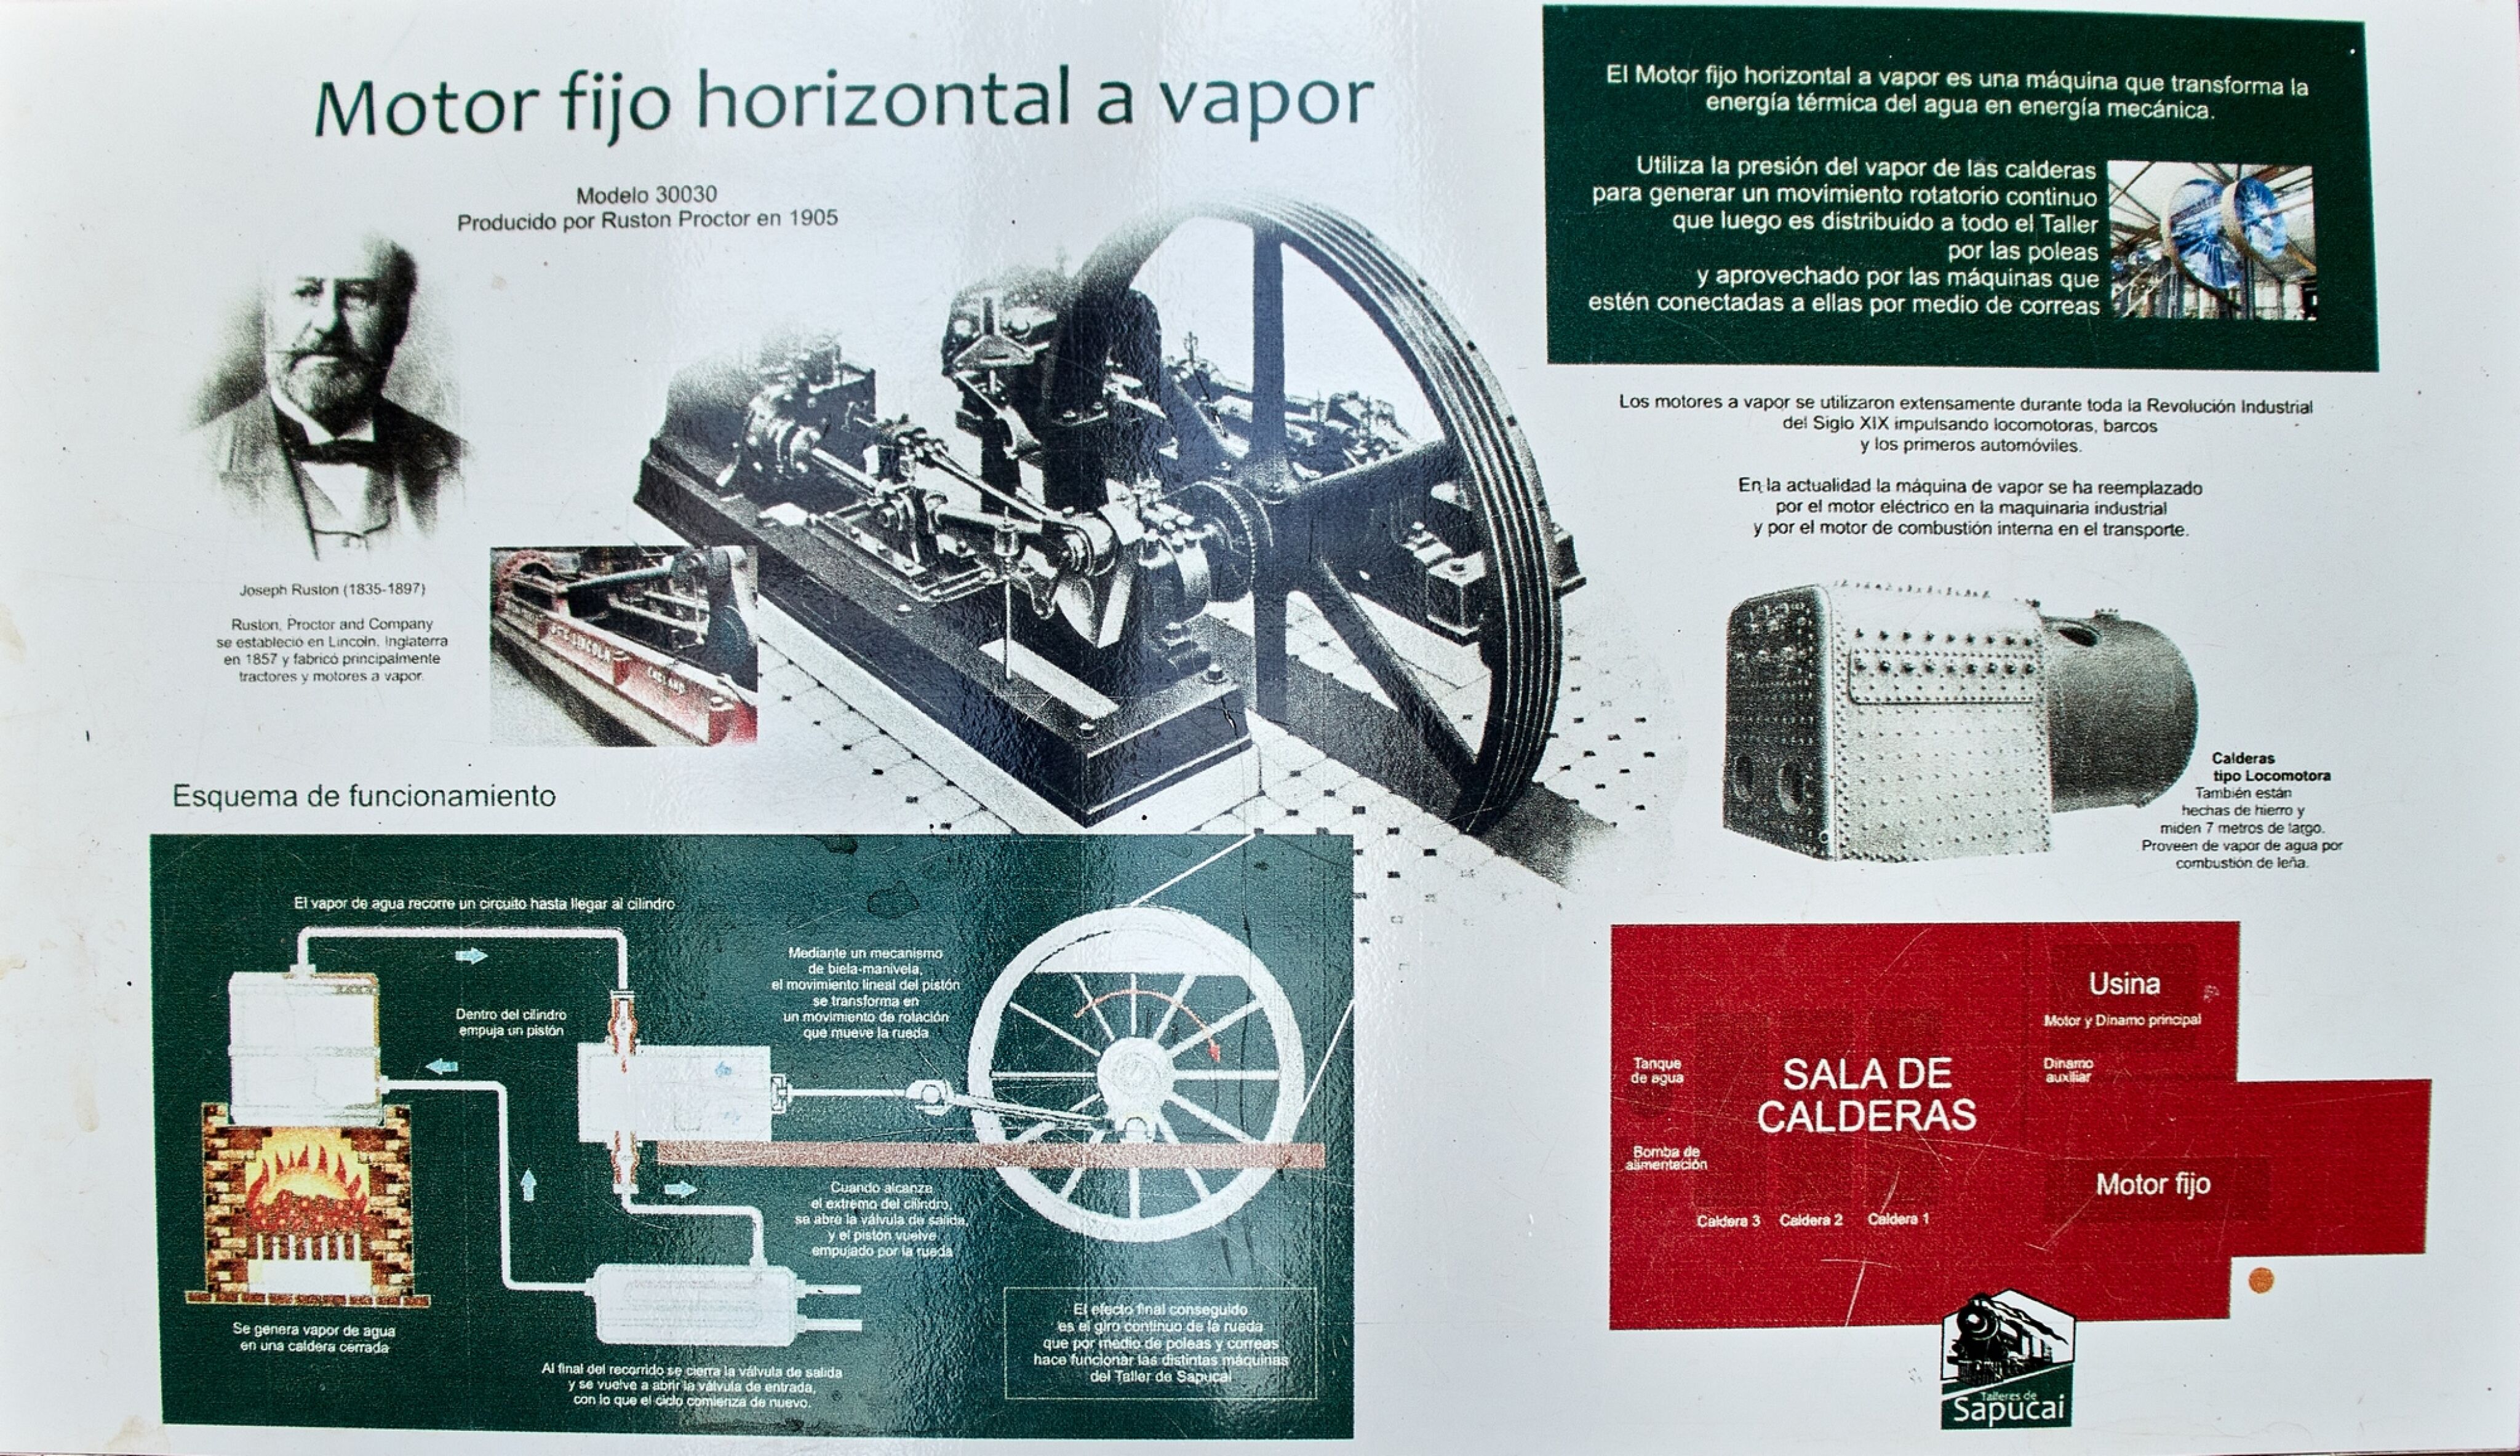 Motor fijo horizontal a vapor
Modelo 30030
Producido por Ruston Proctor en 1905
Joseph Ruston (1835-1897)
Ruston, Proctor and Company
se estableció en Lincoln, Inglaterra
en 1857 y fabricó principalmente
tractores y motores a vapor.
El Motor fijo horizontal a vapor es una máquina que transforma la
energía térmica del agua en energía mecánica.
Utiliza la presión del vapor de las calderas
para generar un movimiento rotatorio continuo
que luego es distribuido a todo el Taller
por las poleas
y aprovechado por las máquinas que
estén conectadas a ellas por medio de correas
Los motores a vapor se utilizaron extensamente durante toda la Revolución Industrial
del Siglo XIX impulsando locomotoras, barcos
y los primeros automóviles.
En la actualidad la máquina de vapor se ha reemplazado
por el motor eléctrico en la maquinaria industrial
y por el motor de combustión interna en el transporte.
Calderas
tipo Locomotora
También están
hechas de hierro y
miden 7 metros de largo.
Proveen de vapor de agua por
combustión de leña.
Esquema de funcionamiento
El vapor de agua recorre un circuito hasta llegar al cilindro
Dentro del cilindro
empuja un pistón
Mediante un mecanismo
de biela-manivela,
el movimiento lineal del pistón
se transforma en
un movimiento de rotación
que mueve la rueda
Cuando alcanza
el extremo del cilindro,
se abre la válvula de salida,
y el pistón vuelve
empujado por la rueda
Se genera vapor de agua
en una caldera cerrada
Al final del recorrido se cierra la válvula de salida
y se vuelve a abrir la válvula de entrada,
con lo que el ciclo comienza de nuevo.
El efecto final conseguido
es el giro continuo de la rueda
que por medio de poleas y correas
hace funcionar las distintas máquinas
del Taller de Sapucai
Usina
Motor y Dinamo principal
Tanque
de agua
SALA DE
CALDERAS
Dinamo
auxiliar
Bomba de
alimentación
Motor fijo
Caldera 3 Caldera 2 Caldera 1
Talleres de
Sapucai